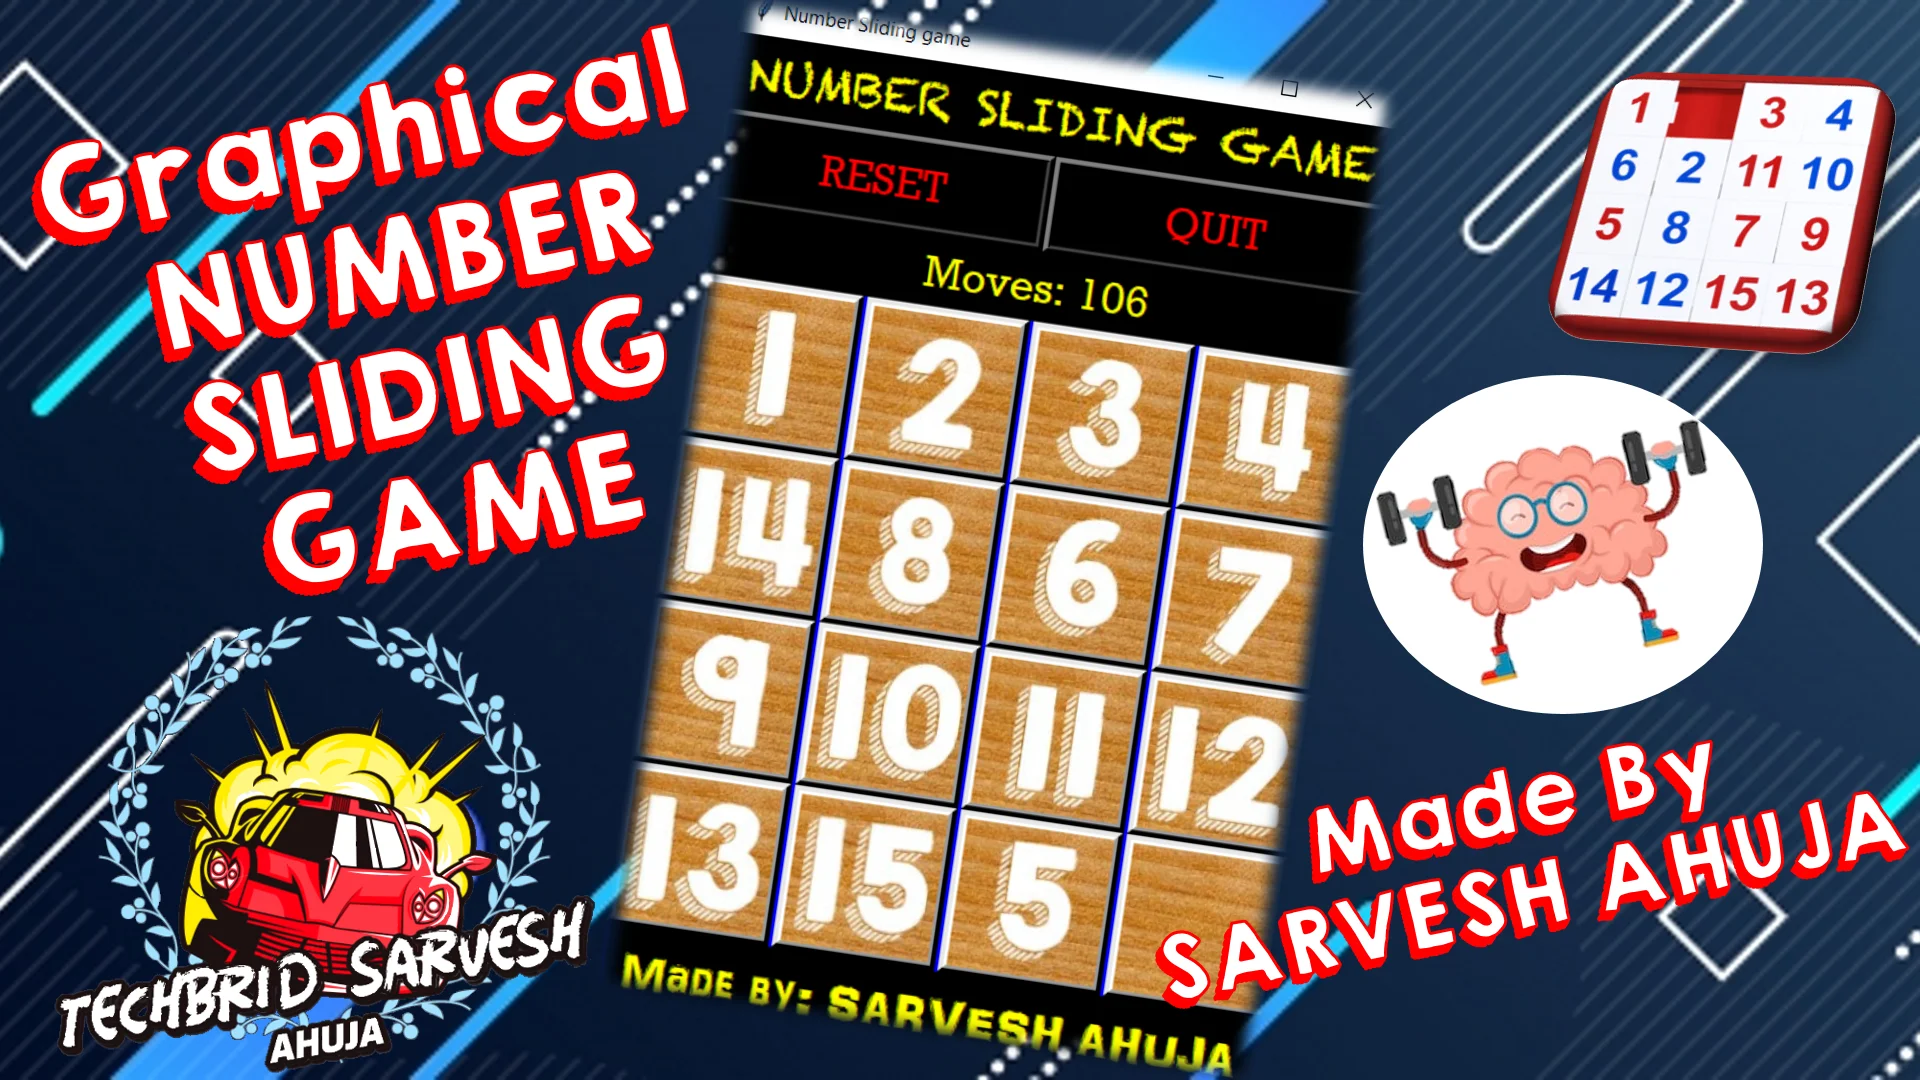 Graphical
NUMBER
SLIDING
GAME
Number Sliding game
NUMBER SLIDING GAME
RESET
QUIT
Moves: 106
1 2 3 4
14 8 6 7
9 10 11 12
13 15 5
MADE BY: SARVESH AHUJA
1 3 4
6 2 11 10
5 8 7 9
14 12 15 13
Made By
SARVESH AHUJA
TECHBRID SARVESH
AHUJA